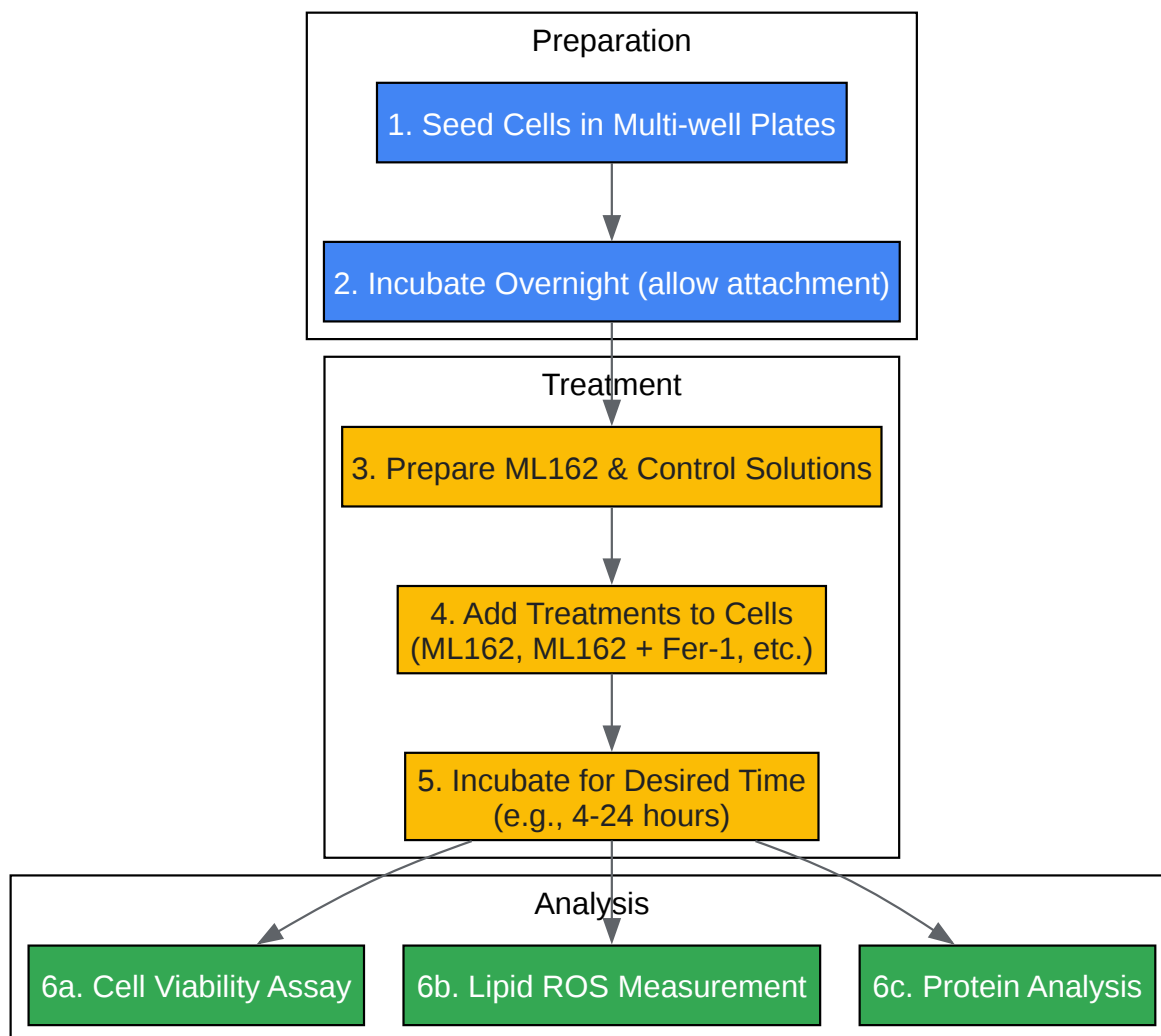 Preparation
1. Seed Cells in Multi-well Plates
2. Incubate Overnight (allow attachment)
Treatment
3. Prepare ML162 & Control Solutions
4. Add Treatments to Cells
(ML162, ML162 + Fer-1, etc.)
5. Incubate for Desired Time
(e.g., 4-24 hours)
Analysis
6a. Cell Viability Assay
6b. Lipid ROS Measurement
6c. Protein Analysis